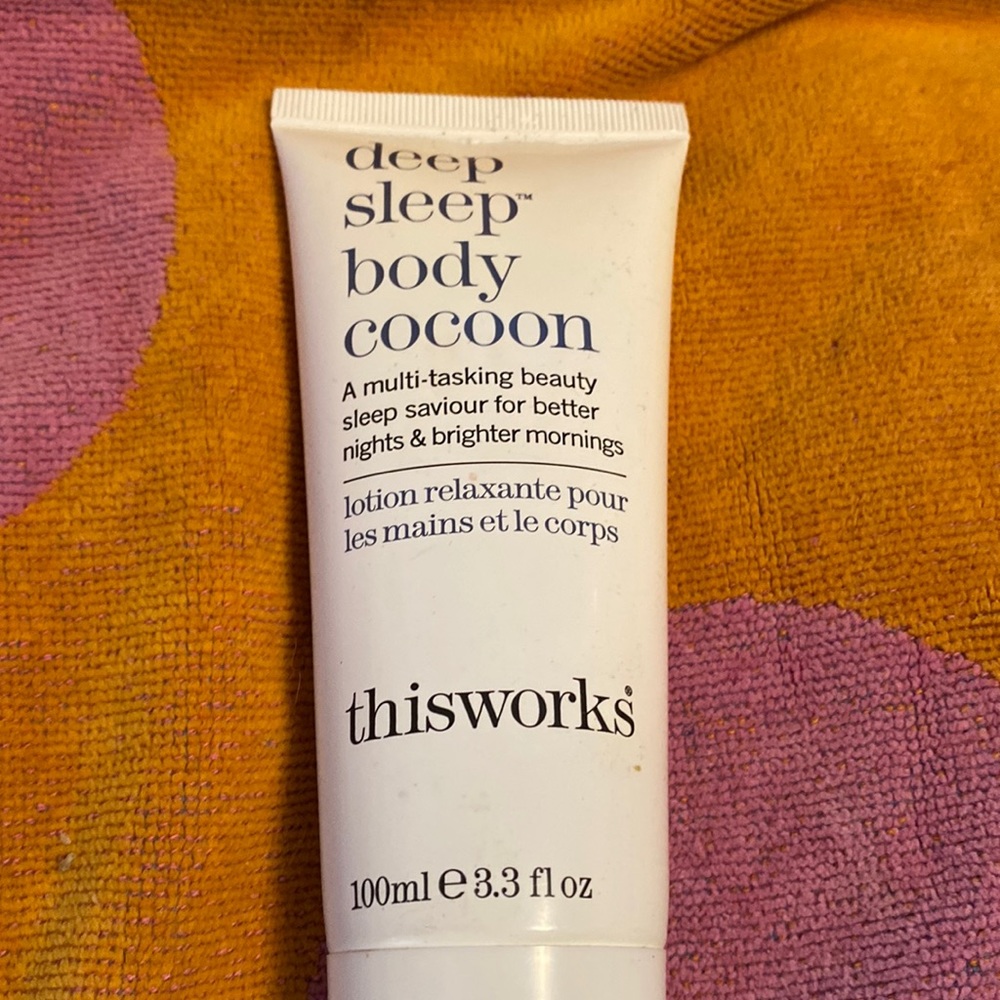 deep
sleep™
body
cocoon
A multi-tasking beauty
sleep saviour for better
nights & brighter mornings
lotion relaxante pour
les mains et le corps
thisworks®
100ml ℮ 3.3 fl oz